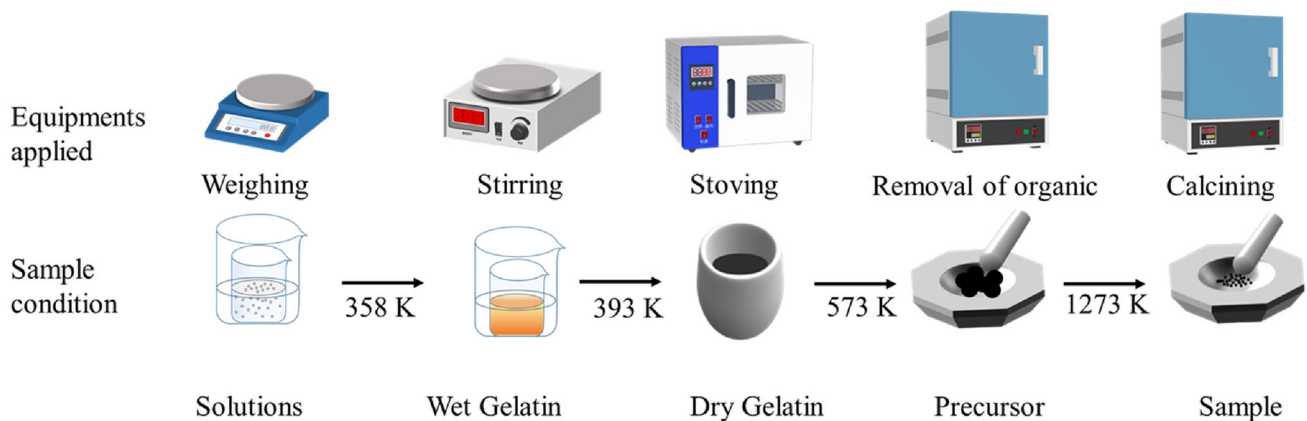 Equipments
applied
Weighing
Stirring
Stoving
Removal of organic
Calcining
Sample
condition
358 K
393 K
573 K
1273 K
Solutions
Wet Gelatin
Dry Gelatin
Precursor
Sample